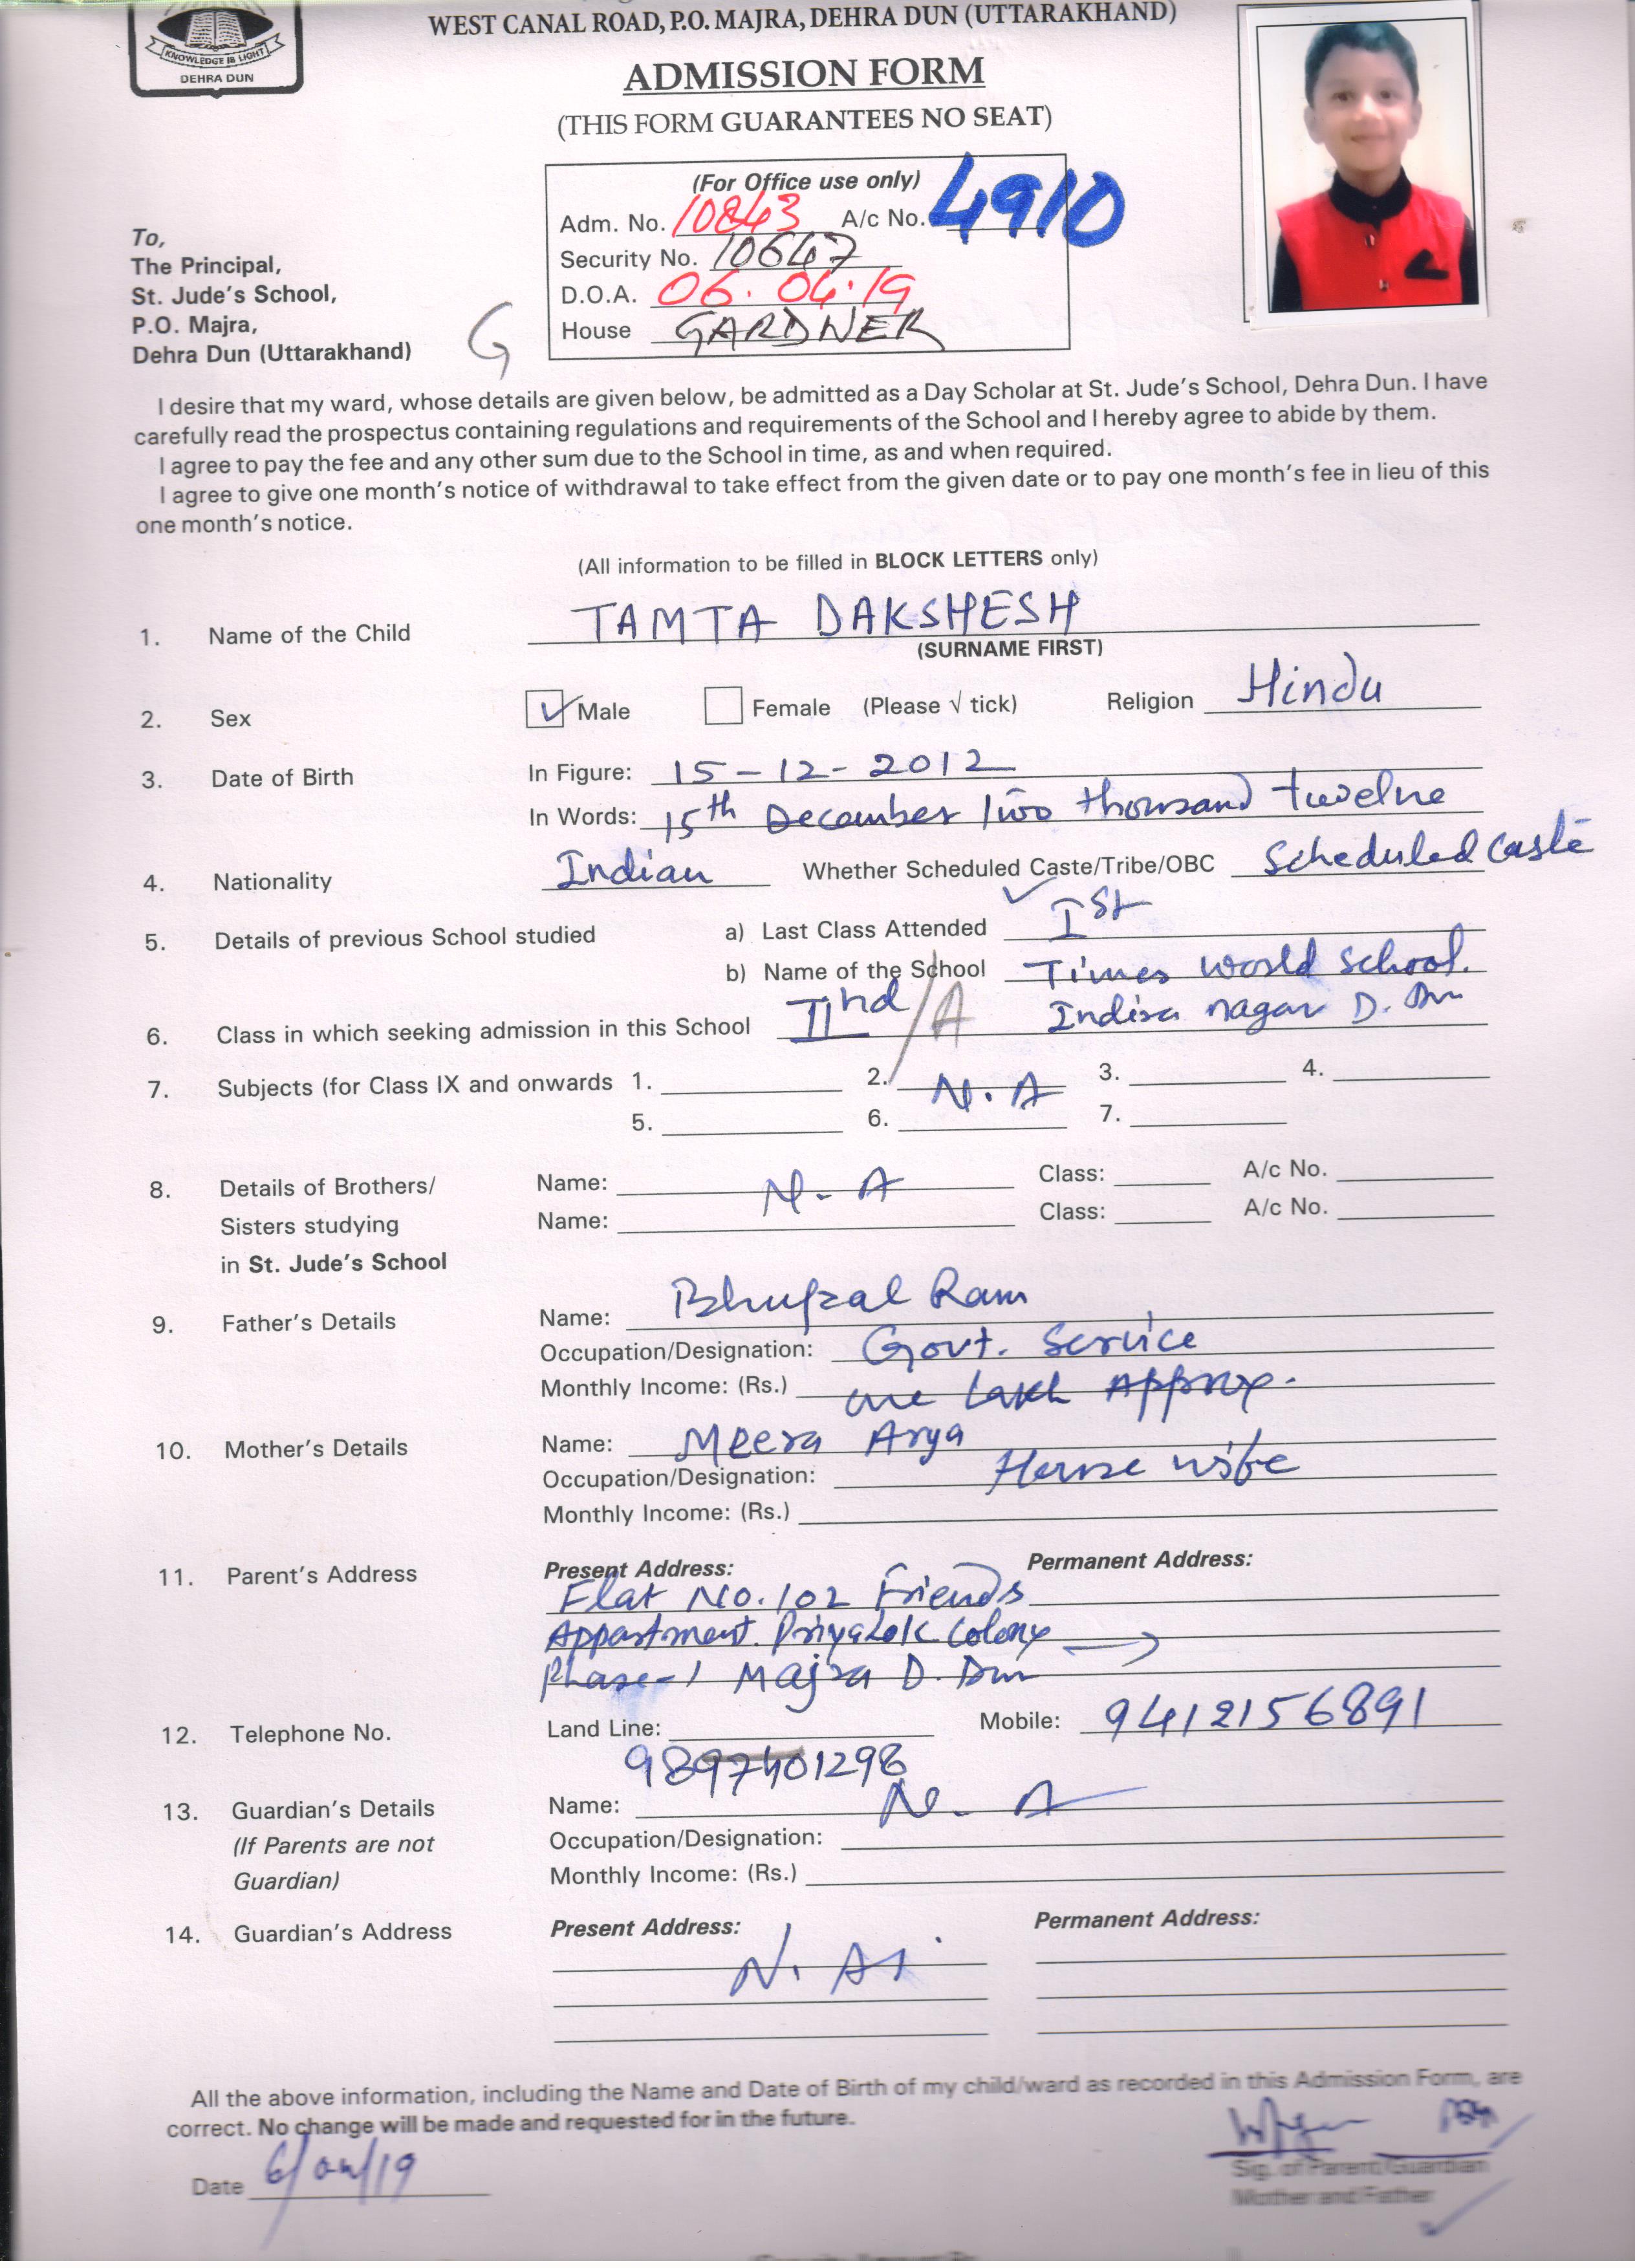 WEST CANAL ROAD, P.O. MAJRA, DEHRA DUN (UTTARAKHAND)
KNOWLEDGE IS LIGHT
DEHRA DUN
ADMISSION FORM
(THIS FORM GUARANTEES NO SEAT)
(For Office use only)
Adm. No. 10843 A/c No. 4910
Security No. 10647
D.O.A. 06.04.19
House GARDNER
To,
The Principal,
St. Jude's School,
P.O. Majra,
Dehra Dun (Uttarakhand)
G
I desire that my ward, whose details are given below, be admitted as a Day Scholar at St. Jude's School, Dehra Dun. I have
carefully read the prospectus containing regulations and requirements of the School and I hereby agree to abide by them.
I agree to pay the fee and any other sum due to the School in time, as and when required.
I agree to give one month's notice of withdrawal to take effect from the given date or to pay one month's fee in lieu of this
one month's notice.
(All information to be filled in BLOCK LETTERS only)
1. Name of the Child TAMTA DAKSHESH
(SURNAME FIRST)
2. Sex ✓ Male Female (Please √ tick) Religion Hindu
3. Date of Birth In Figure: 15-12-2012
In Words: 15th December Two thousand twelve
4. Nationality Indian Whether Scheduled Caste/Tribe/OBC Scheduled Caste
5. Details of previous School studied a) Last Class Attended Ist
b) Name of the School Times World School.
Indira nagar D. Dun
6. Class in which seeking admission in this School IInd/A
7. Subjects (for Class IX and onwards 1. 2. N.A 3. 4.
5. 6. 7.
8. Details of Brothers/ Name: N.A Class: A/c No.
Sisters studying Name: Class: A/c No.
in St. Jude's School
9. Father's Details Name: Bhupal Ram
Occupation/Designation: Govt. Service
Monthly Income: (Rs.) one Lakh Approx.
10. Mother's Details Name: Meera Arya
Occupation/Designation: House wife
Monthly Income: (Rs.)
11. Parent's Address Present Address: Permanent Address:
Flat No. 102 Friends
Appartment. Priyalok Colony →
Phase-1 Majra D. Dun
12. Telephone No. Land Line: Mobile: 9412156891
9897401298
13. Guardian's Details Name: N.A
(If Parents are not Occupation/Designation:
Guardian) Monthly Income: (Rs.)
14. Guardian's Address Present Address: Permanent Address:
N.A.
All the above information, including the Name and Date of Birth of my child/ward as recorded in this Admission Form, are
correct. No change will be made and requested for in the future.
Date 6/04/19
Sig. of Parent/Guardian
Mother and Father